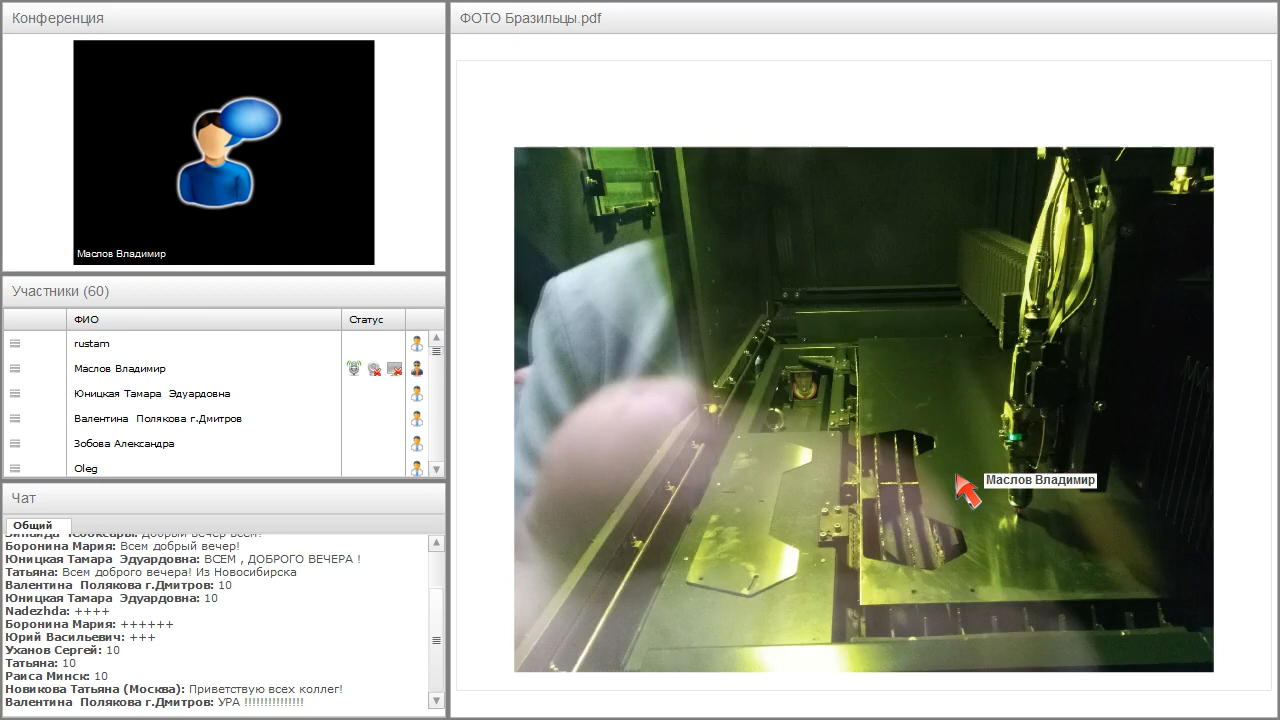 Конференция
Маслов Владимир
Участники (60)
ФИО
Статус
rustam
Маслов Владимир
Юницкая Тамара Эдуардовна
Валентина Полякова г.Дмитров
Зобова Александра
Oleg
Чат
Общий
Боронина Мария: Всем добрый вечер!
Юницкая Тамара Эдуардовна: ВСЕМ , ДОБРОГО ВЕЧЕРА !
Татьяна: Всем доброго вечера! Из Новосибирска
Валентина Полякова г.Дмитров: 10
Юницкая Тамара Эдуардовна: 10
Nadezhda: ++++
Боронина Мария: ++++++
Юрий Васильевич: +++
Уханов Сергей: 10
Татьяна: 10
Раиса Минск: 10
Новикова Татьяна (Москва): Приветствую всех коллег!
Валентина Полякова г.Дмитров: УРА !!!!!!!!!!!!!!!
ФОТО Бразильцы.pdf
Маслов Владимир